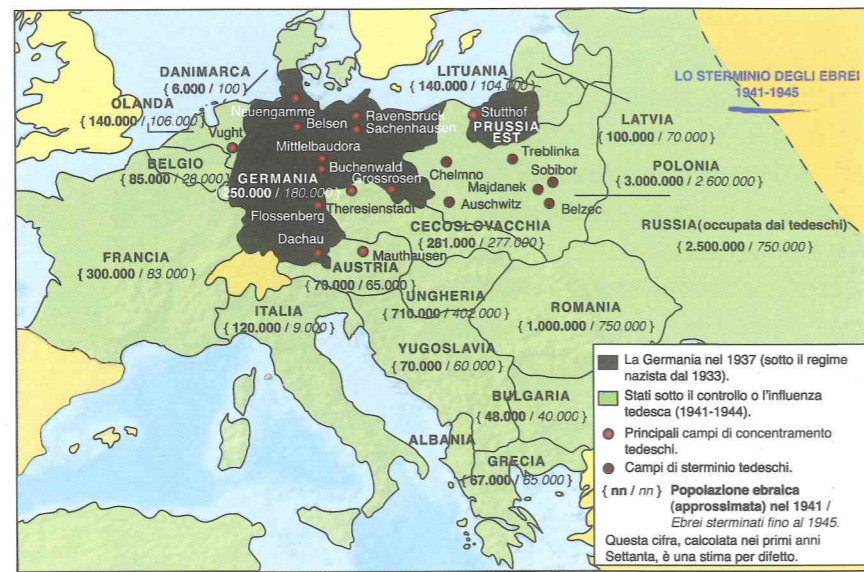 DANIMARCA
{ 6.000 / 100 }
LITUANIA
{ 140.000 / 104.000 }
LO STERMINIO DEGLI EBREI
1941-1945
OLANDA
{ 140.000 / 106.000 }
Neuengamme
Belsen
Ravensbruck
Sachenhausen
Stutthof
PRUSSIA
EST
LATVIA
{ 100.000 / 70.000 }
Vught
Mittlelbaudora
Treblinka
BELGIO
{ 85.000 / 28.000 }
Buchenwald
Chelmno
Sobibor
POLONIA
{ 3.000.000 / 2.600.000 }
GERMANIA
{ 250.000 / 180.000 }
Grossrosen
Majdanek
Auschwitz
Belzec
Theresienstadt
Flossenberg
CECOSLOVACCHIA
{ 281.000 / 277.000 }
RUSSIA (occupata dai tedeschi)
{ 2.500.000 / 750.000 }
Dachau
Mauthausen
FRANCIA
{ 300.000 / 83.000 }
AUSTRIA
{ 70.000 / 65.000 }
UNGHERIA
{ 710.000 / 402.000 }
ITALIA
{ 120.000 / 9.000 }
ROMANIA
{ 1.000.000 / 750.000 }
YUGOSLAVIA
{ 70.000 / 60.000 }
BULGARIA
{ 48.000 / 40.000 }
ALBANIA
GRECIA
{ 67.000 / 65.000 }
La Germania nel 1937 (sotto il regime
nazista dal 1933).
Stati sotto il controllo o l'influenza
tedesca (1941-1944).
Principali campi di concentramento
tedeschi.
Campi di sterminio tedeschi.
{ nn / nn } Popolazione ebraica
(approssimata) nel 1941 /
Ebrei sterminati fino al 1945.
Questa cifra, calcolata nei primi anni
Settanta, è una stima per difetto.